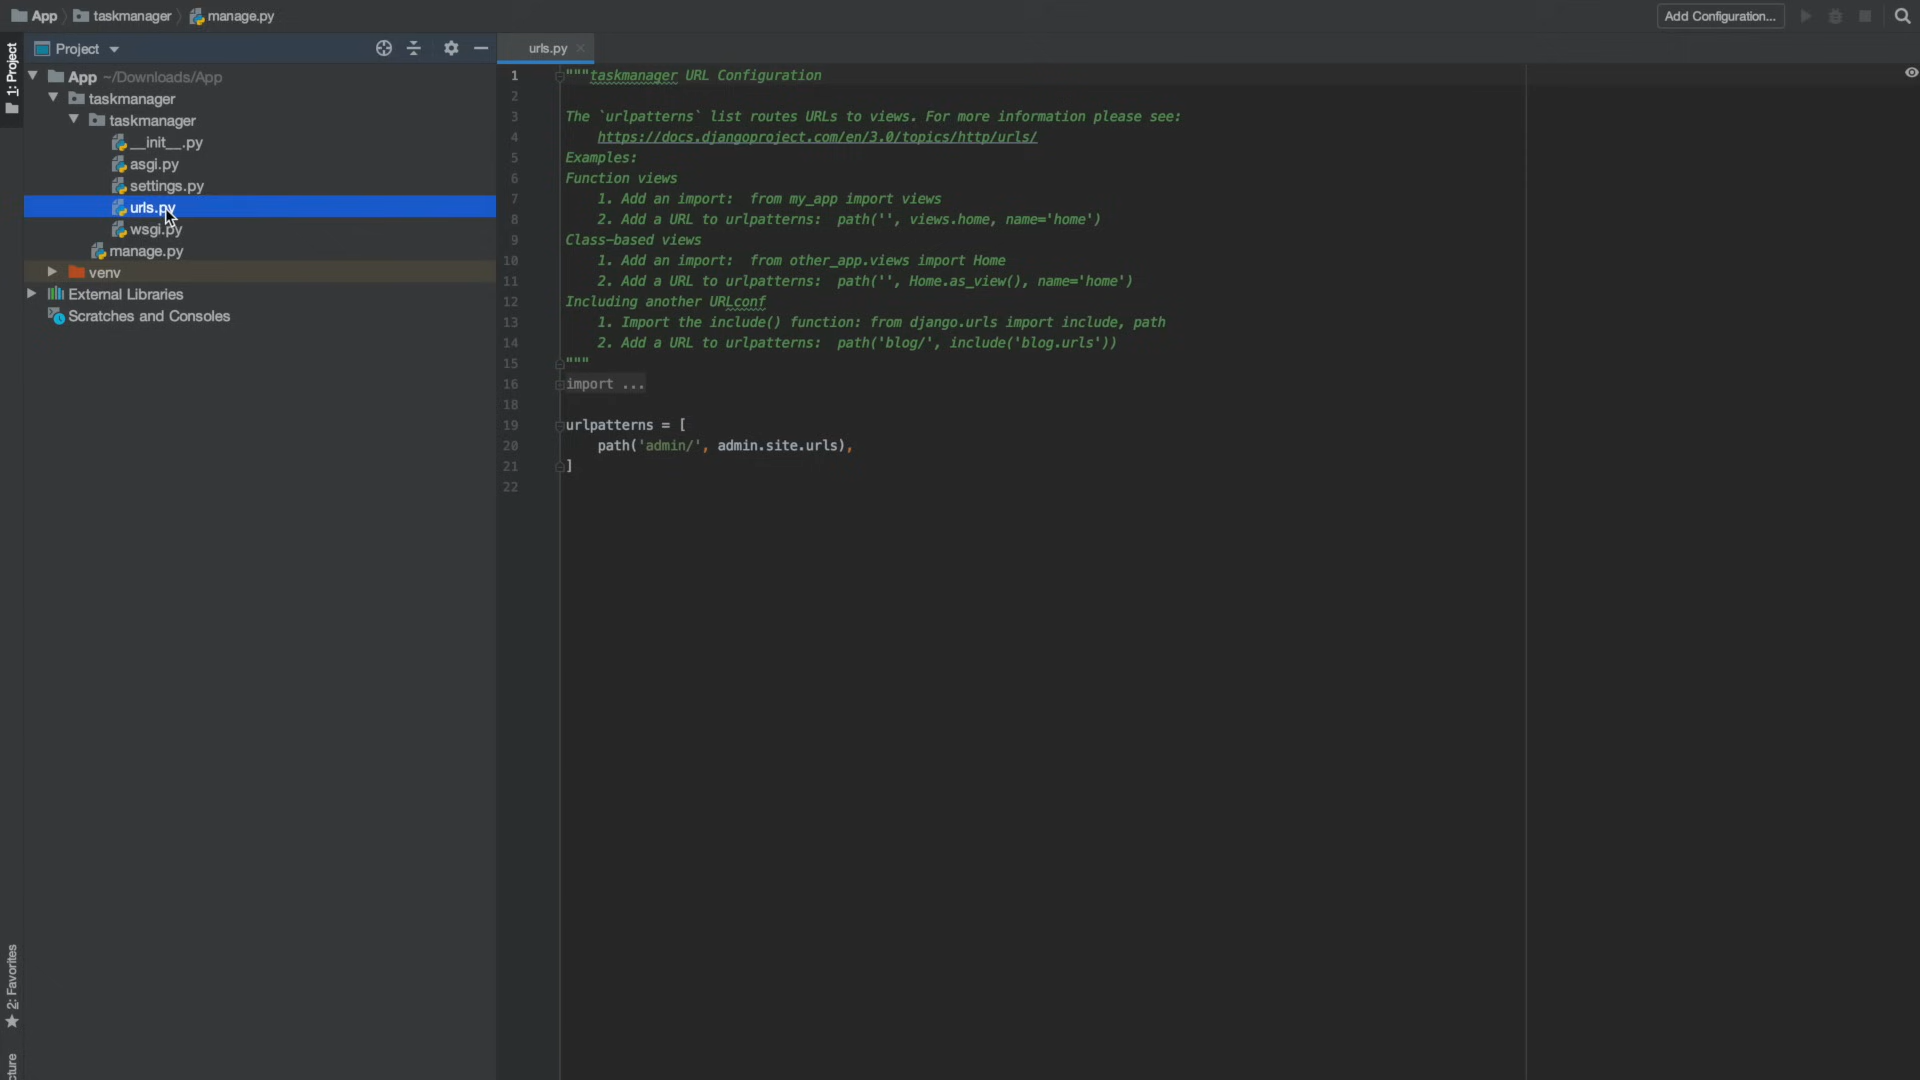 App taskmanager manage.py Add Configuration...
1: Project
Project
App ~/Downloads/App
taskmanager
taskmanager
__init__.py
asgi.py
settings.py
urls.py
wsgi.py
manage.py
venv
External Libraries
Scratches and Consoles
2: Favorites
cture
urls.py
1 """taskmanager URL Configuration
2
3 The `urlpatterns` list routes URLs to views. For more information please see:
4 https://docs.djangoproject.com/en/3.0/topics/http/urls/
5 Examples:
6 Function views
7 1. Add an import:  from my_app import views
8 2. Add a URL to urlpatterns:  path('', views.home, name='home')
9 Class-based views
10 1. Add an import:  from other_app.views import Home
11 2. Add a URL to urlpatterns:  path('', Home.as_view(), name='home')
12 Including another URLconf
13 1. Import the include() function: from django.urls import include, path
14 2. Add a URL to urlpatterns:  path('blog/', include('blog.urls'))
15 """
16 import ...
18
19 urlpatterns = [
20 path('admin/', admin.site.urls),
21 ]
22